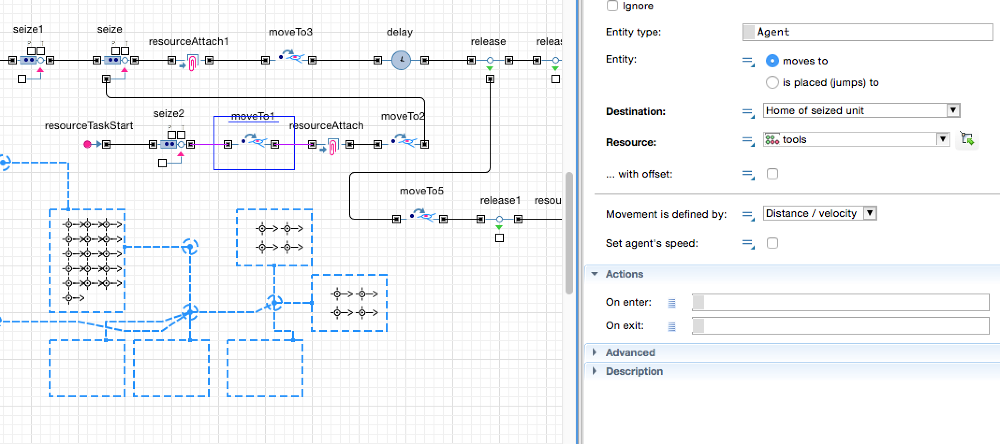 seize1
seize
resourceAttach1
moveTo3
delay
release
releas
resourceTaskStart
seize2
moveTo1
resourceAttach
moveTo2
moveTo5
release1
resou
Ignore
Entity type:
Agent
Entity:
moves to
is placed (jumps) to
Destination:
Home of seized unit
Resource:
tools
... with offset:
Movement is defined by:
Distance / velocity
Set agent's speed:
Actions
On enter:
On exit:
Advanced
Description